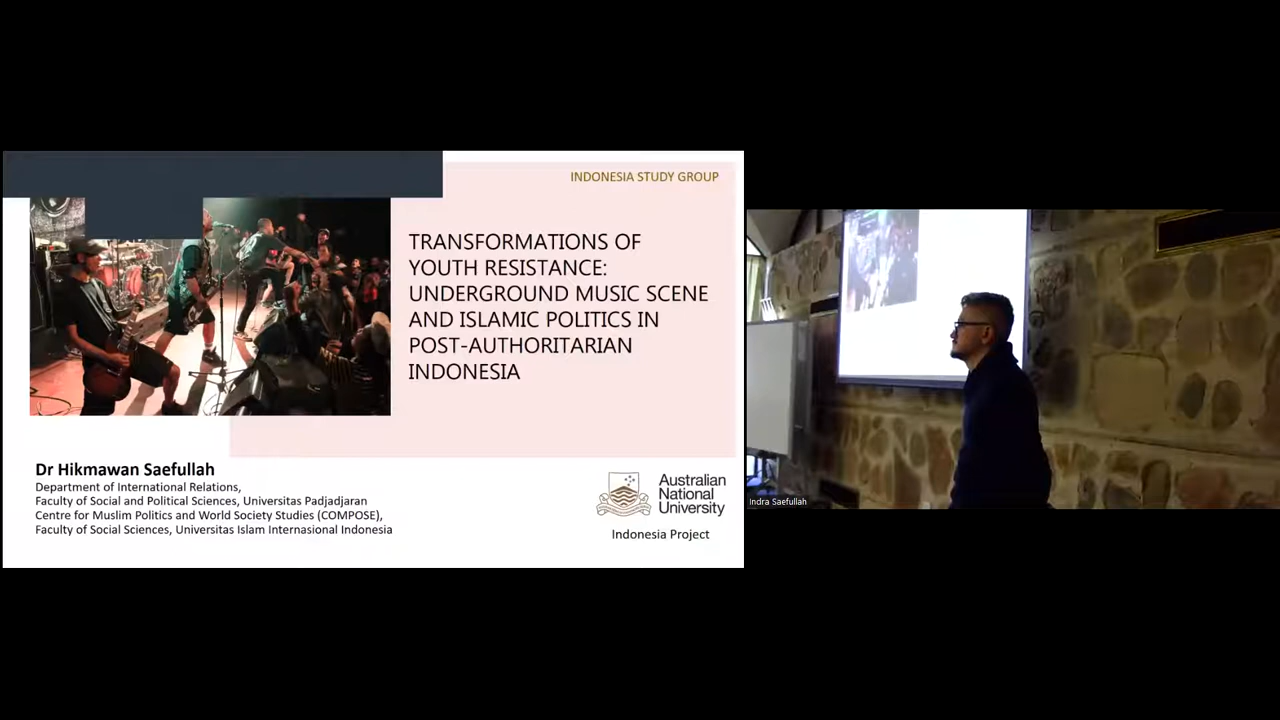 INDONESIA STUDY GROUP
TRANSFORMATIONS OF
YOUTH RESISTANCE:
UNDERGROUND MUSIC SCENE
AND ISLAMIC POLITICS IN
POST-AUTHORITARIAN
INDONESIA
Dr Hikmawan Saefullah
Department of International Relations,
Faculty of Social and Political Sciences, Universitas Padjadjaran
Centre for Muslim Politics and World Society Studies (COMPOSE),
Faculty of Social Sciences, Universitas Islam Internasional Indonesia
Australian
National
University
Indonesia Project
Indra Saefullah